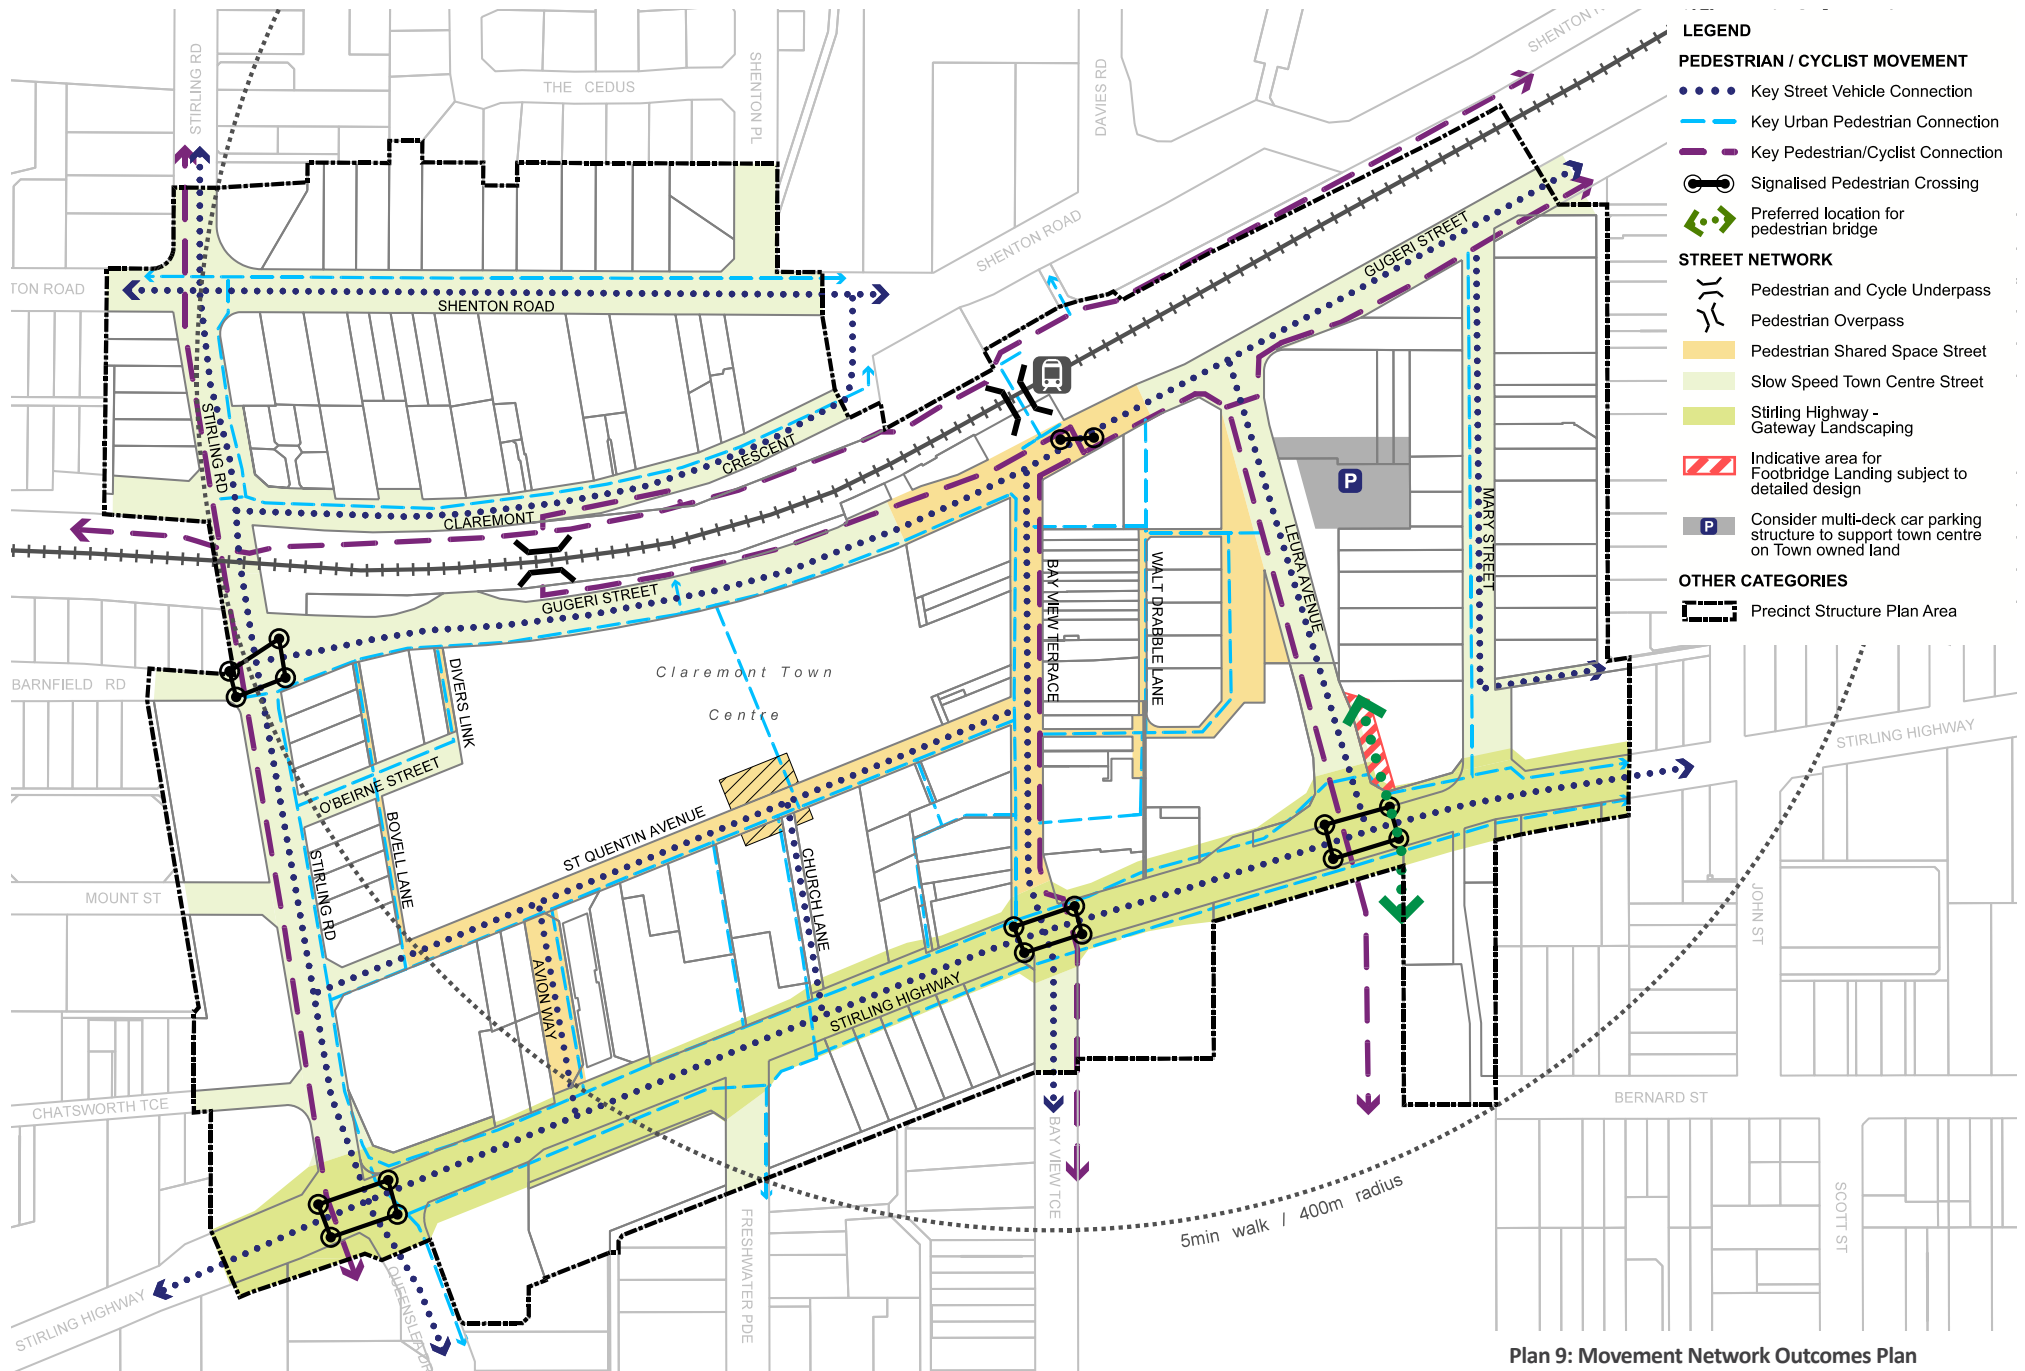 LEGEND
PEDESTRIAN / CYCLIST MOVEMENT
Key Street Vehicle Connection
Key Urban Pedestrian Connection
Key Pedestrian/Cyclist Connection
Signalised Pedestrian Crossing
Preferred location for
pedestrian bridge
STREET NETWORK
Pedestrian and Cycle Underpass
Pedestrian Overpass
Pedestrian Shared Space Street
Slow Speed Town Centre Street
Stirling Highway -
Gateway Landscaping
Indicative area for
Footbridge Landing subject to
detailed design
P
Consider multi-deck car parking
structure to support town centre
on Town owned land
OTHER CATEGORIES
Precinct Structure Plan Area
STIRLING RD
THE CEDUS
SHENTON PL
DAVIES RD
SHENTON R
SHENTON ROAD
TON ROAD
SHENTON ROAD
GUGERI STREET
STIRLING RD
CRESCENT
CLAREMONT
P
MARY STREET
LEURA AVENUE
WALT DRABBLE LANE
BAY VIEW TERRACE
GUGERI STREET
BARNFIELD RD
DIVERS LINK
Claremont Town
Centre
O'BEIRNE STREET
BOVELL LANE
ST QUENTIN AVENUE
CHURCH LANE
STIRLING HIGHWAY
MOUNT ST
STIRLING RD
AVION WAY
STIRLING HIGHWAY
JOHN ST
CHATSWORTH TCE
BERNARD ST
BAY VIEW TCE
5min walk / 400m radius
SCOTT ST
FRESHWATER PDE
QUEENSLEA DR
STIRLING HIGHWAY
Plan 9: Movement Network Outcomes Plan